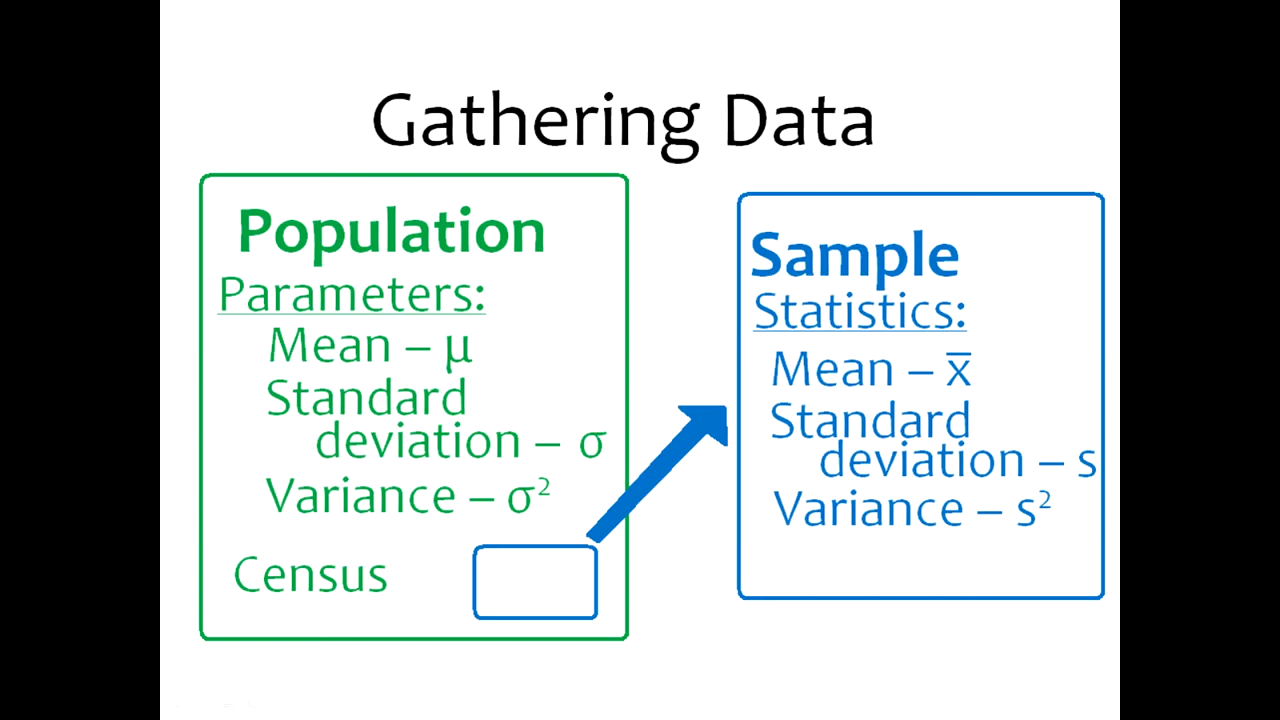 Gathering Data
Population
Parameters:
Mean – μ
Standard
deviation – σ
Variance – σ²
Census
Sample
Statistics:
Mean – x̅
Standard
deviation – s
Variance – s²